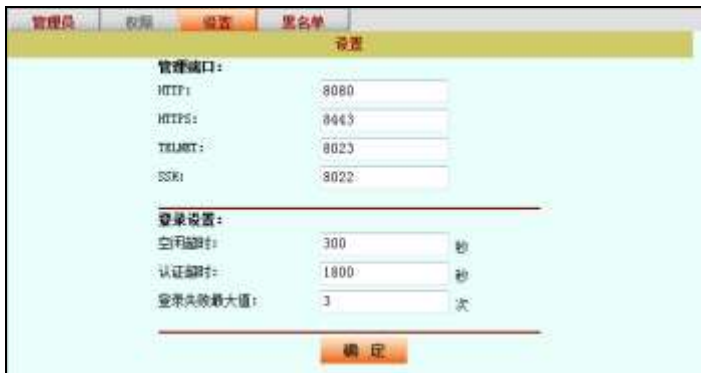 管理员 权限 设置 黑名单
设置
管理端口:
HTTP: 8080
HTTPS: 8443
TELNET: 8023
SSH: 8022
登录设置:
空闲超时: 300 秒
认证超时: 1800 秒
登录失败最大值: 3 次
确 定